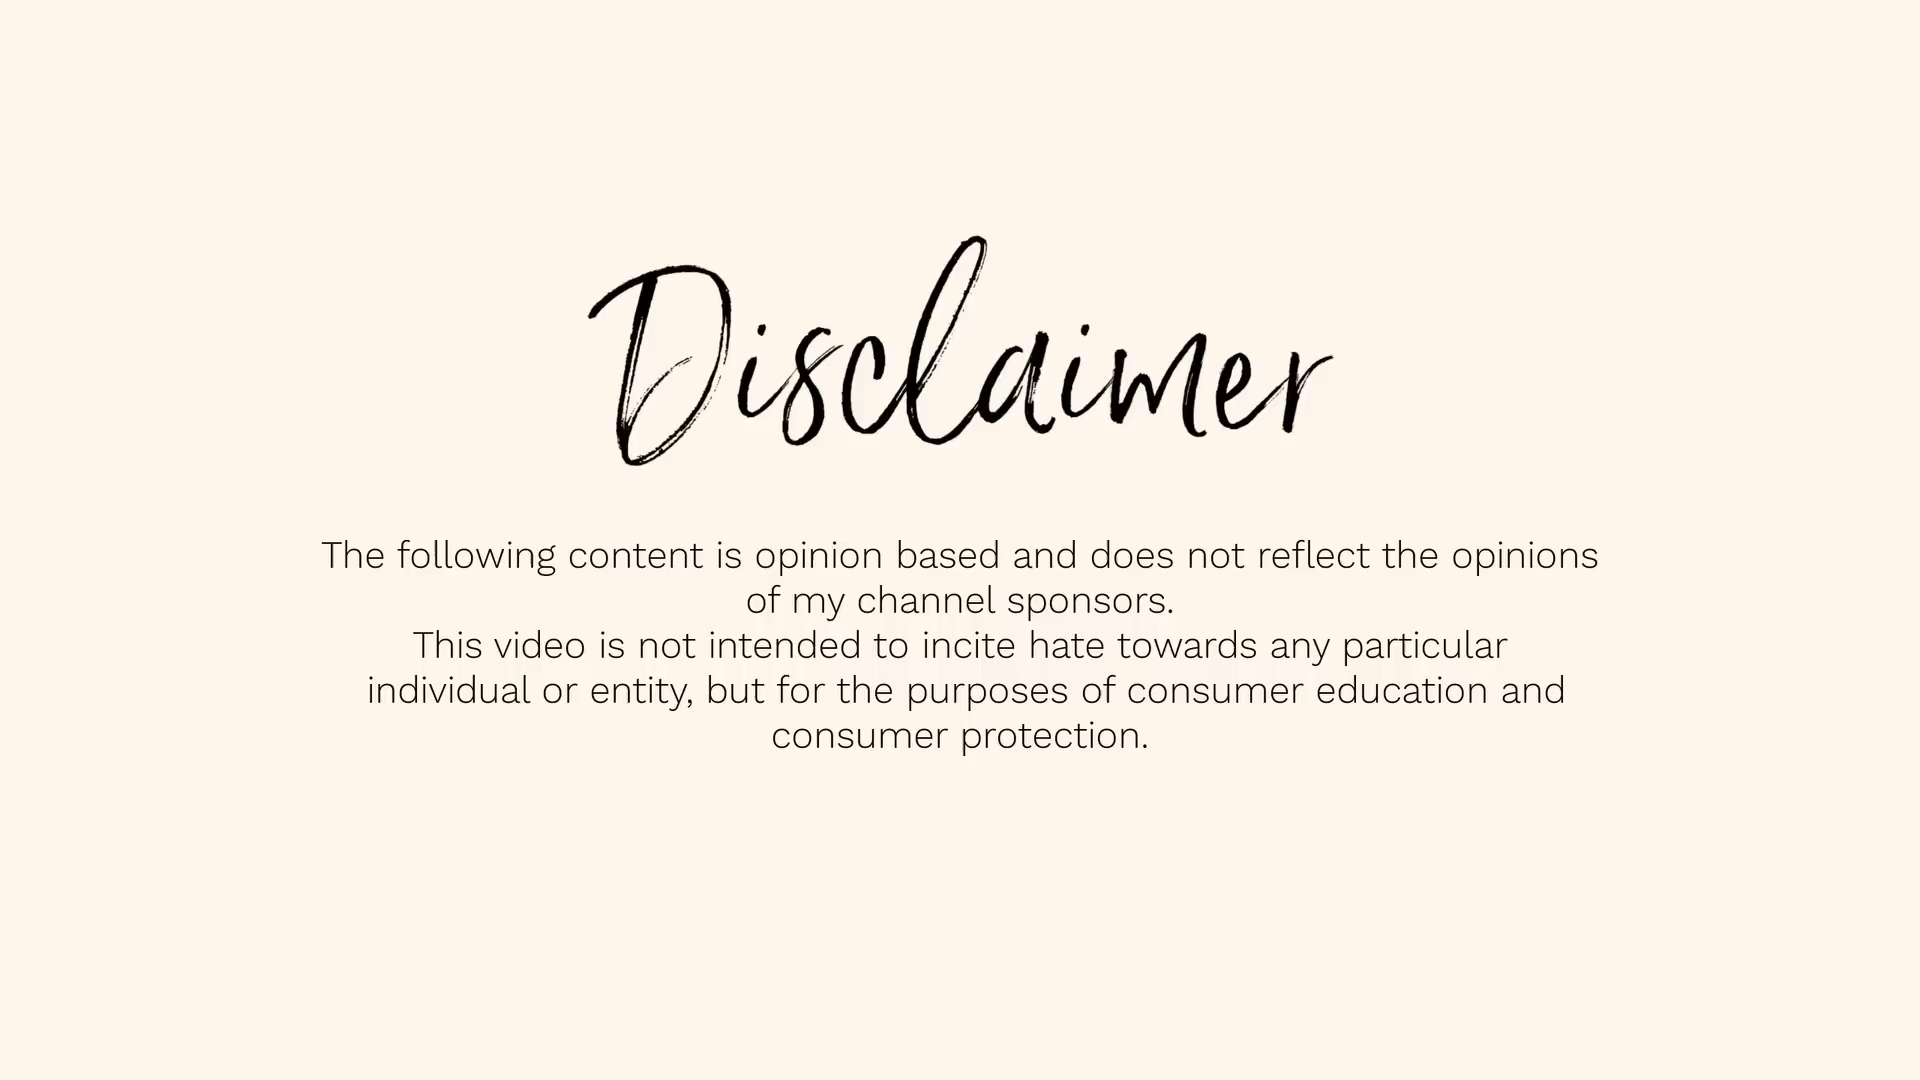 Disclaimer
The following content is opinion based and does not reflect the opinions
of my channel sponsors.
This video is not intended to incite hate towards any particular
individual or entity, but for the purposes of consumer education and
consumer protection.